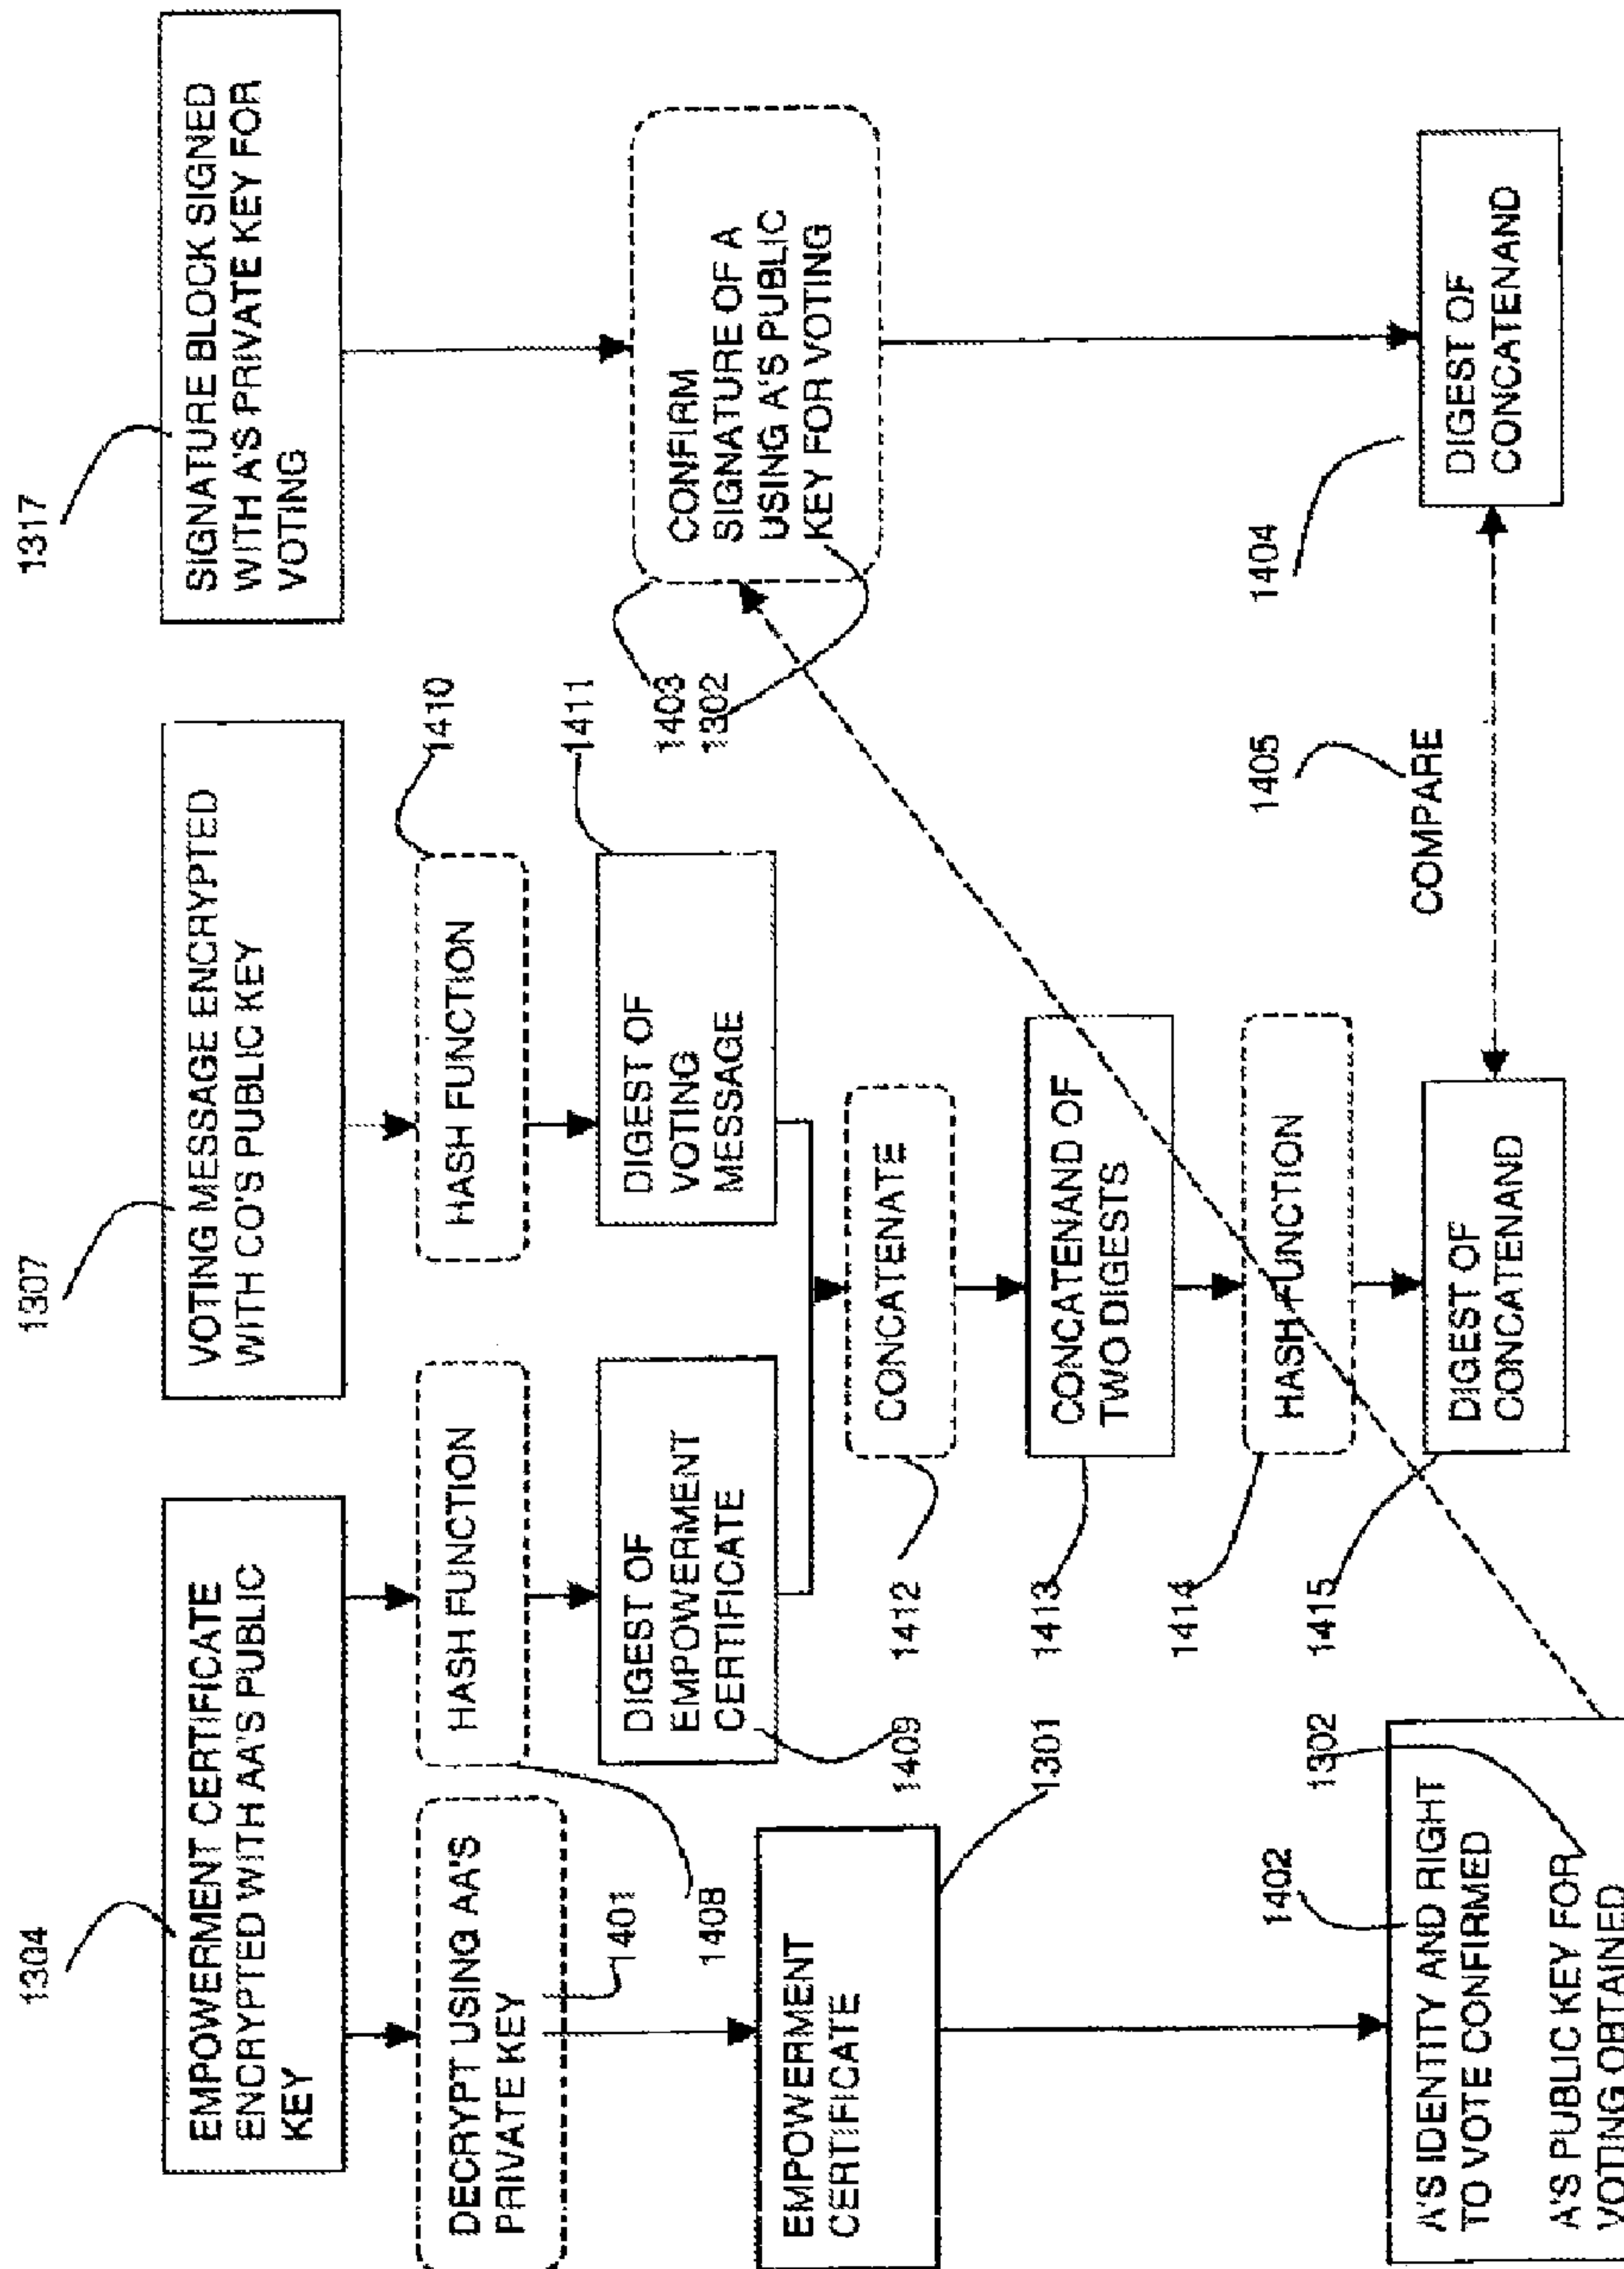 1304
EMPOWERMENT CERTIFICATE
ENCRYPTED WITH AA'S PUBLIC
KEY
1307
VOTING MESSAGE ENCRYPTED
WITH CO'S PUBLIC KEY
1317
SIGNATURE BLOCK SIGNED
WITH A'S PRIVATE KEY FOR
VOTING
DECRYPT USING AA'S
PRIVATE KEY
1401
HASH FUNCTION
1408
HASH FUNCTION
1410
DIGEST OF
EMPOWERMENT
CERTIFICATE
1409
DIGEST OF
VOTING
MESSAGE
1411
CONFIRM
SIGNATURE OF A
USING A'S PUBLIC
KEY FOR VOTING
1403
1302
EMPOWERMENT
CERTIFICATE
1301
CONCATENATE
1412
CONCATENAND OF
TWO DIGESTS
1413
HASH FUNCTION
1414
A'S IDENTITY AND RIGHT
TO VOTE CONFIRMED
A'S PUBLIC KEY FOR
VOTING OBTAINED
1402
1302
DIGEST OF
CONCATENAND
1415
COMPARE
1405
DIGEST OF
CONCATENAND
1404